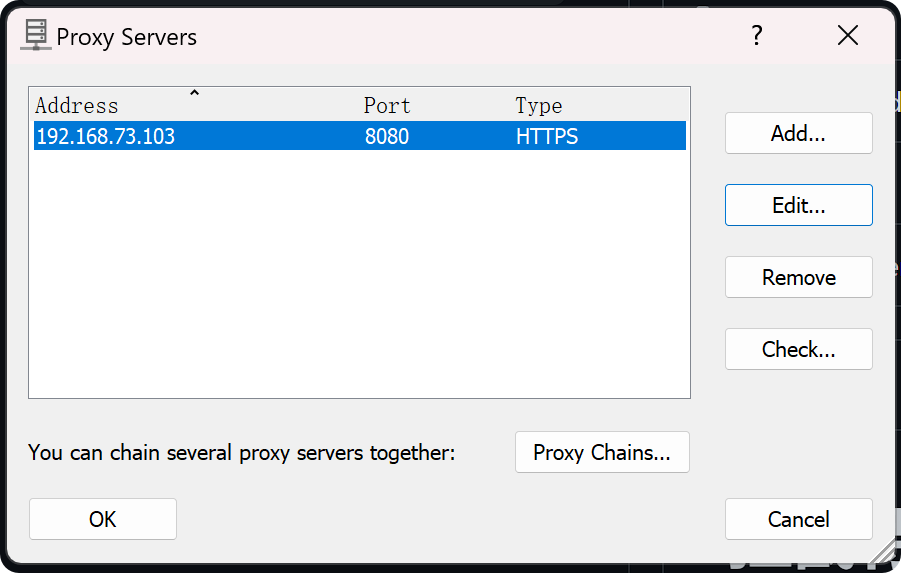 Proxy Servers
?
Address Port Type
192.168.73.103 8080 HTTPS
Add...
Edit...
Remove
Check...
You can chain several proxy servers together:
Proxy Chains...
OK
Cancel